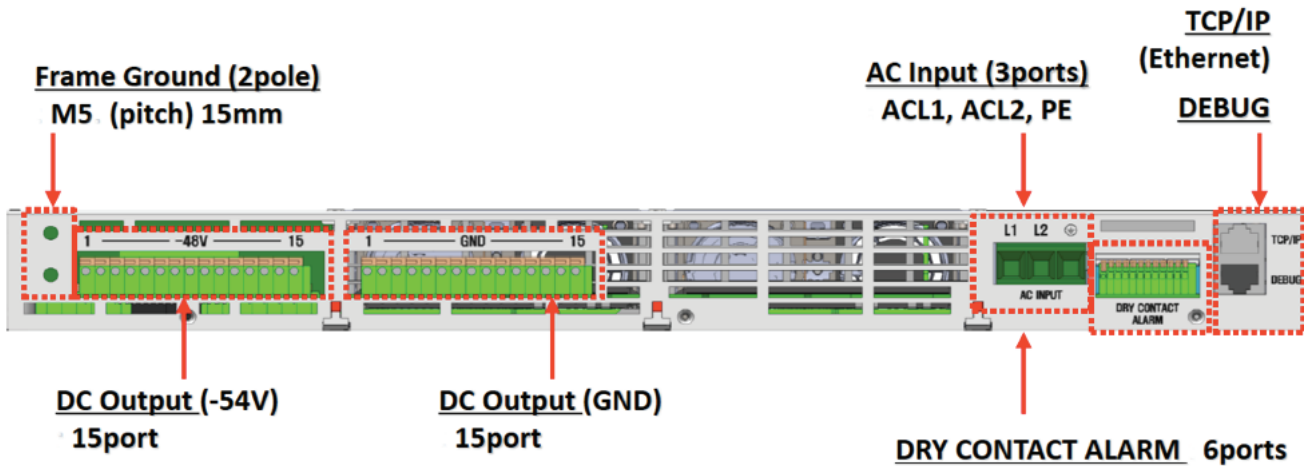 TCP/IP
(Ethernet)
DEBUG
Frame Ground (2pole)
M5 (pitch) 15mm
AC Input (3ports)
ACL1, ACL2, PE
1 -48V 15
1 GND 15
L1 L2
AC INPUT
DRY CONTACT
ALARM
TCP/IP
DEBUG
DC Output (-54V)
15port
DC Output (GND)
15port
DRY CONTACT ALARM 6ports